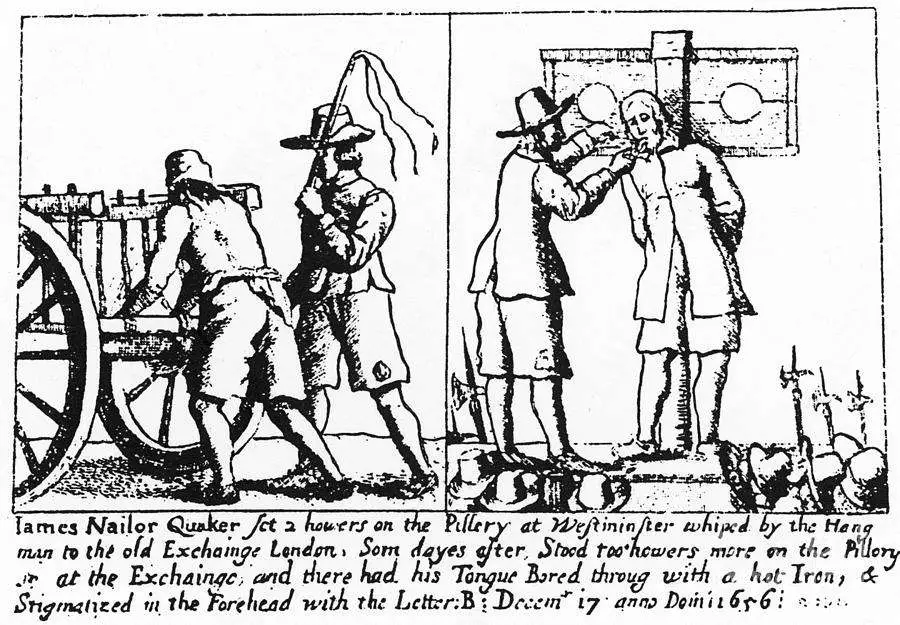 Iames Nailor Quaker ſet 2 howers on the Pillery at Westminster whiped by the Hang
man to the old Exchainge London, Som dayes after, Stood too howers more on the Pillory
at the Exchainge, and there had his Tongue Bored throug with a hot Iron, &
Stigmatized in the Forehead with the Letter: B: Decem^r 17 anno Dom: 1656: